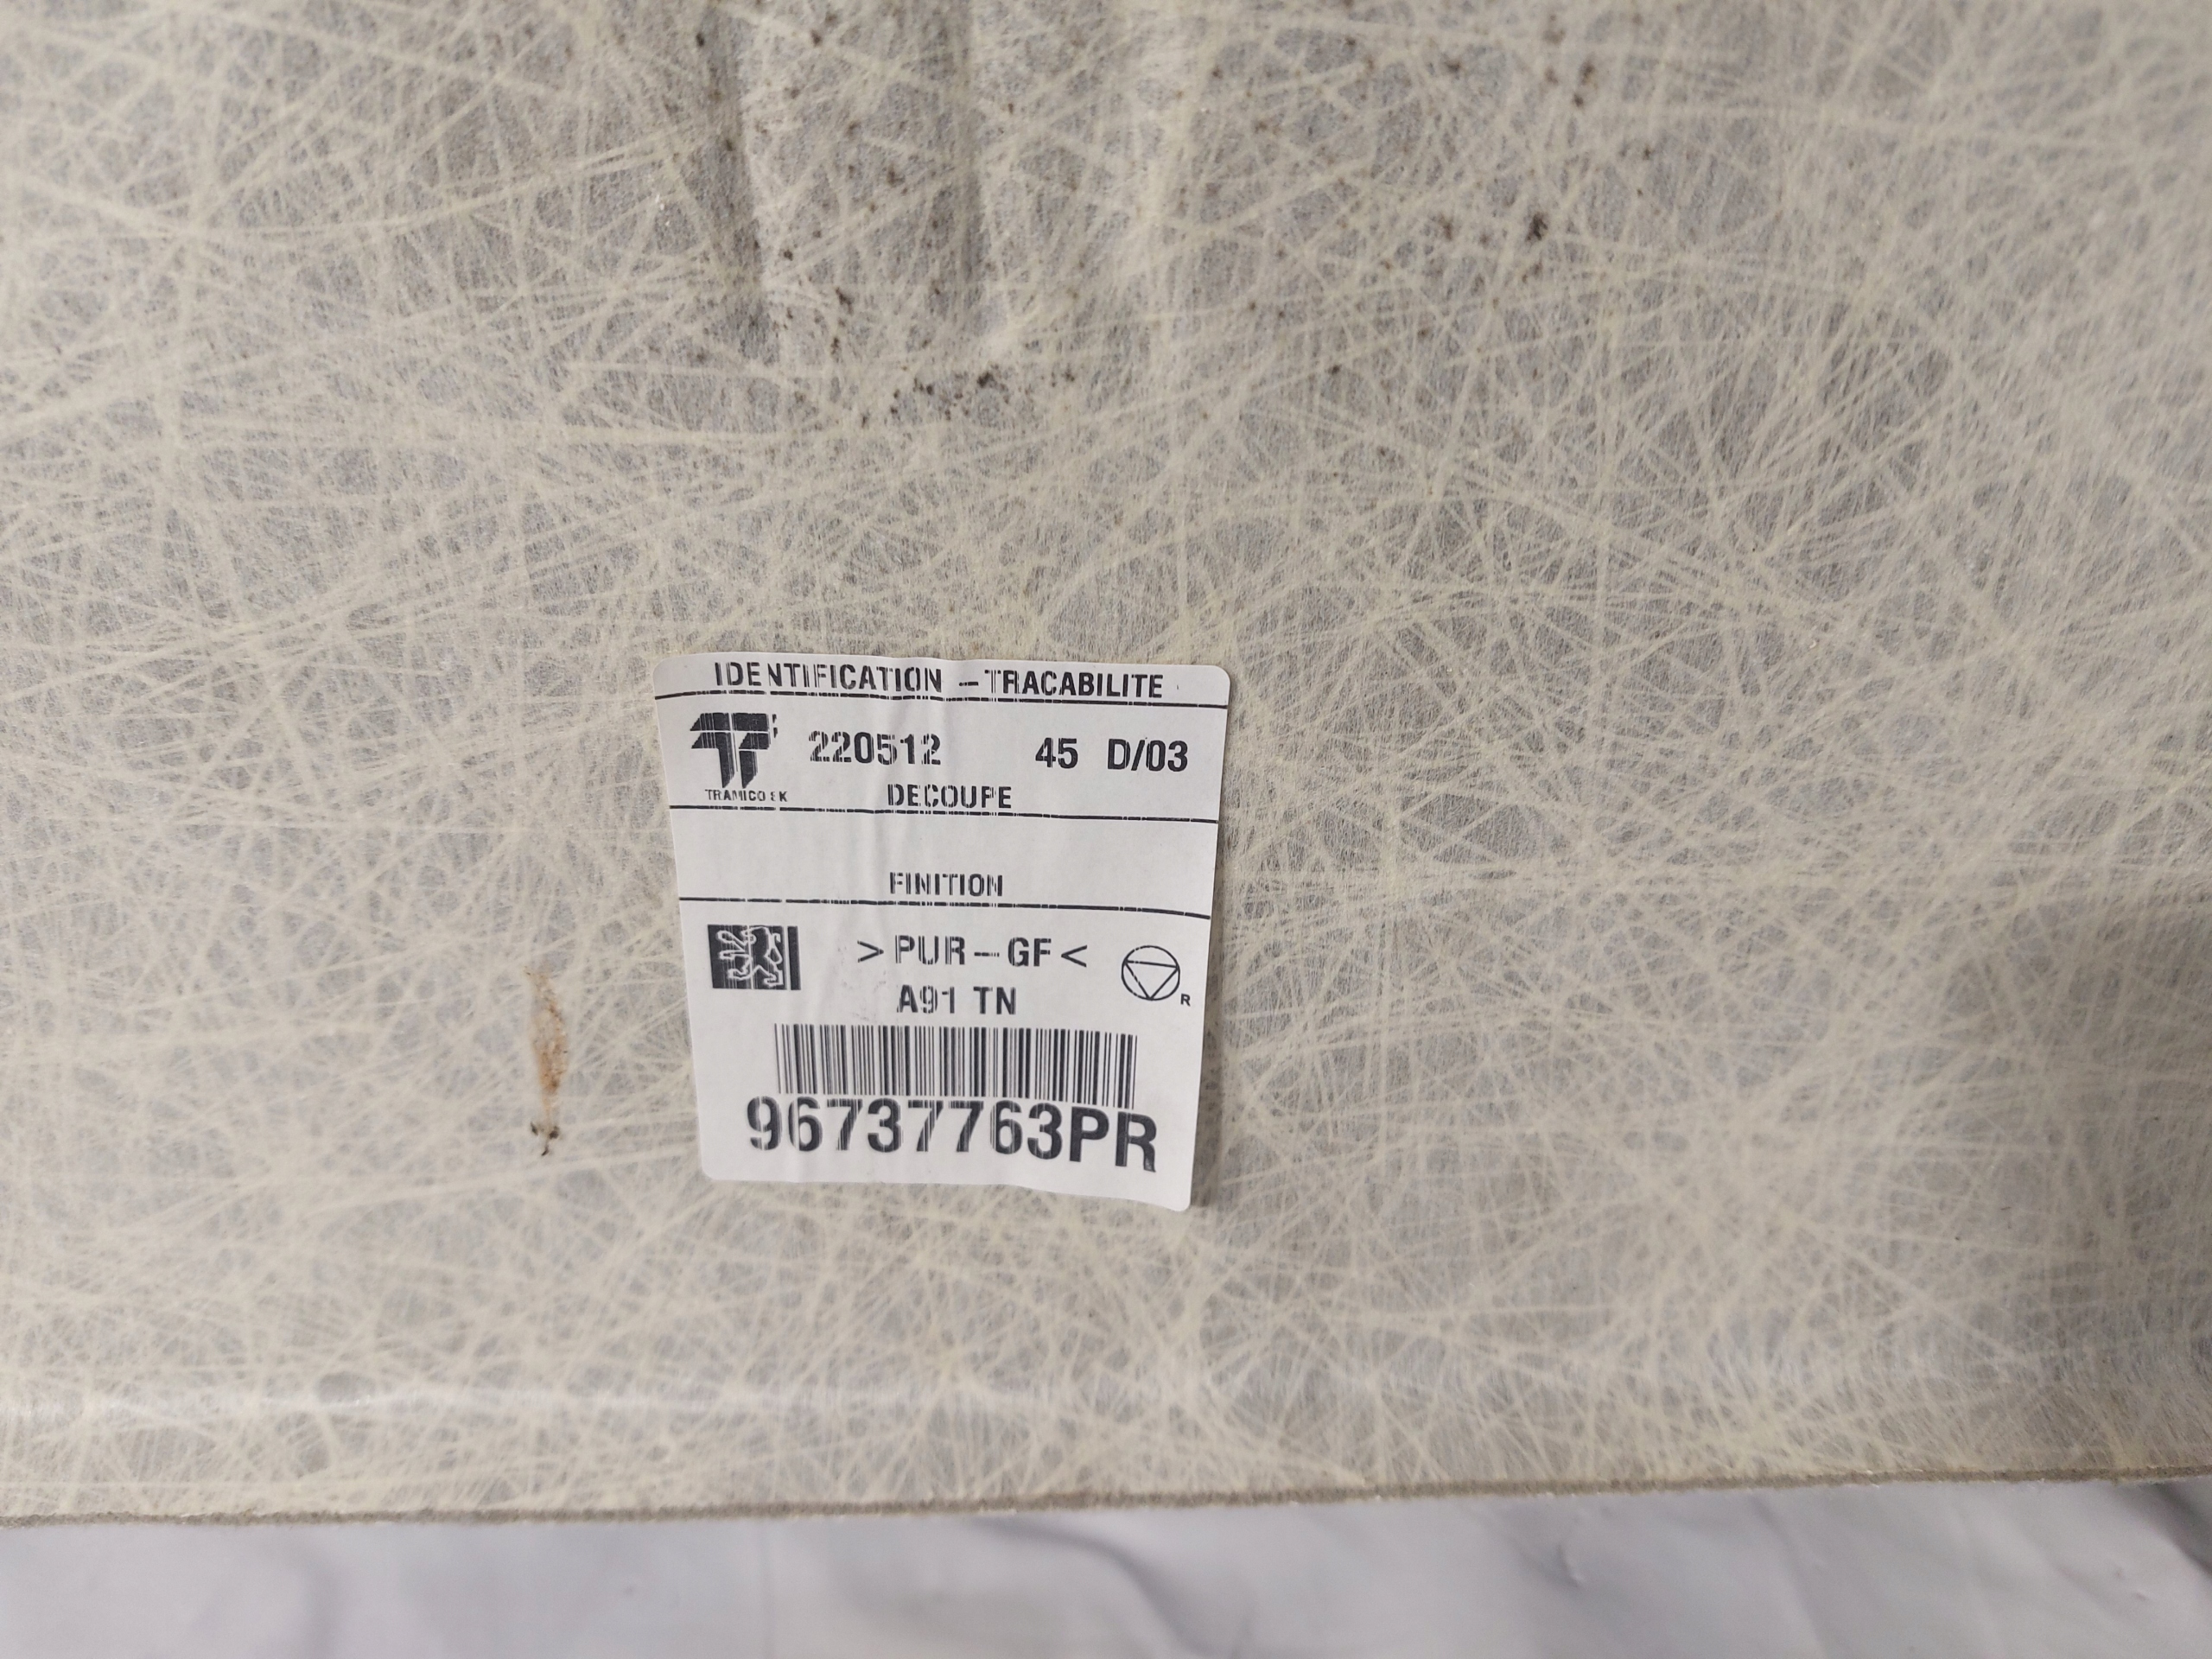 IDENTIFICATION - TRACABILITE
220512 45 D/03
TRAMICO
DECOUPE
FINITION
>PUR-GF<
R
A91 TN
96737763PR